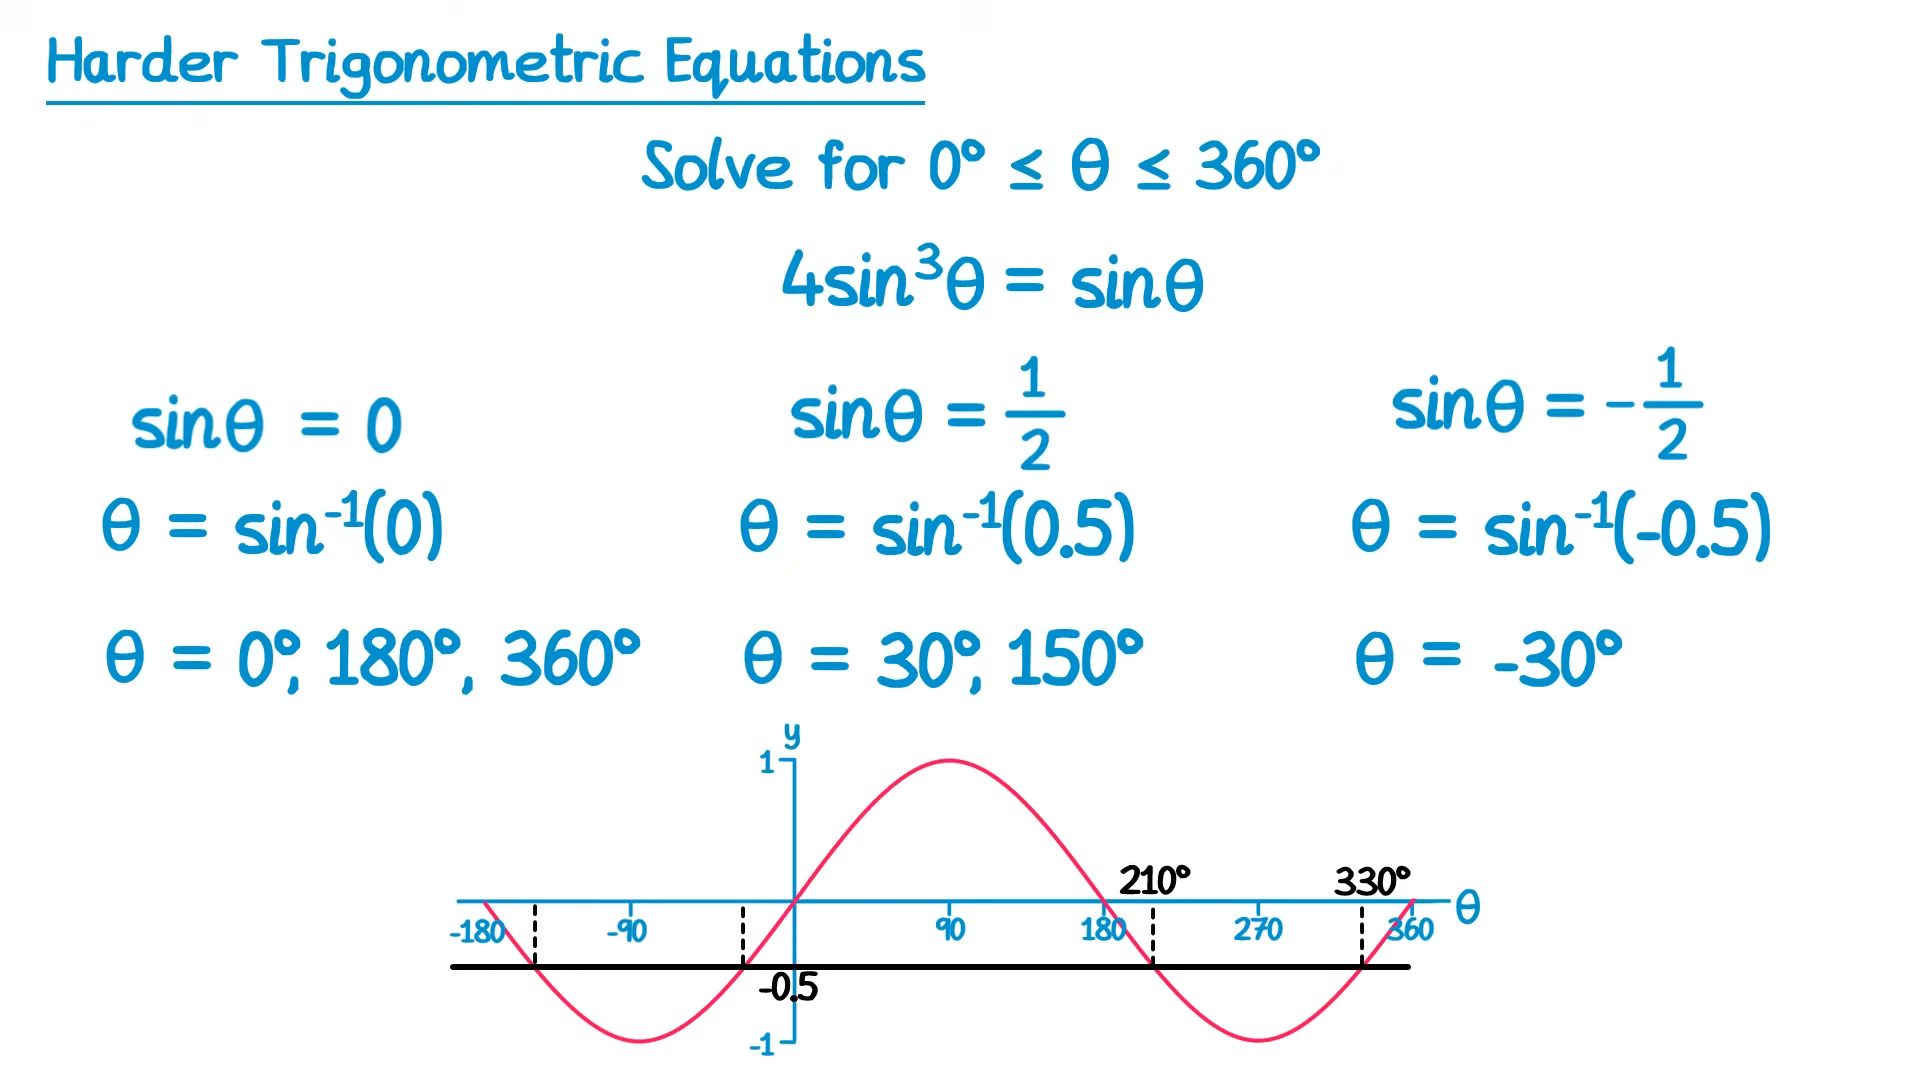 Harder Trigonometric Equations
Solve for 0° ≤ θ ≤ 360°
4sin³θ = sinθ
sinθ = 0
θ = sin⁻¹(0)
θ = 0°, 180°, 360°
sinθ = 1/2
θ = sin⁻¹(0.5)
θ = 30°, 150°
sinθ = -1/2
θ = sin⁻¹(-0.5)
θ = -30°
y
1
210° 330°
θ
-180 -90 90 180 270 360
-0.5
-1